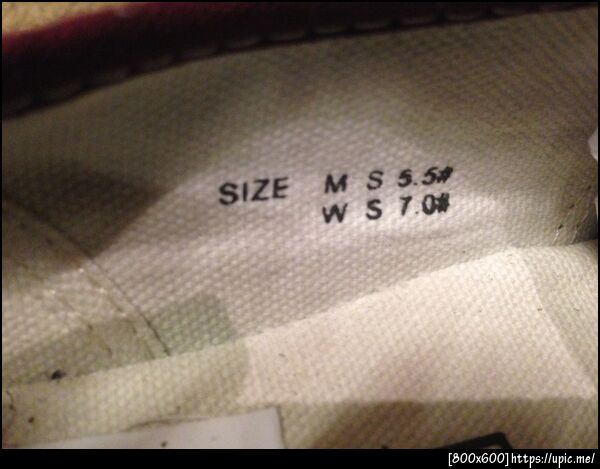 SIZE M S 5.5#
W S 7.0#
[800x600]https://upic.me/